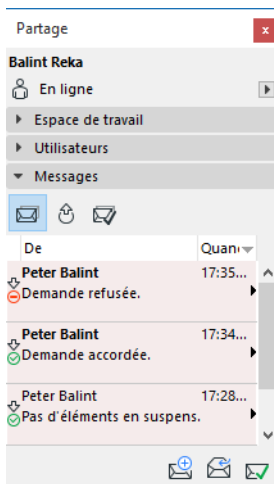 Partage
x
Balint Reka
En ligne
Espace de travail
Utilisateurs
Messages
De Quan
Peter Balint 17:35...
Demande refusée.
Peter Balint 17:34...
Demande accordée.
Peter Balint 17:28...
Pas d'éléments en suspens.